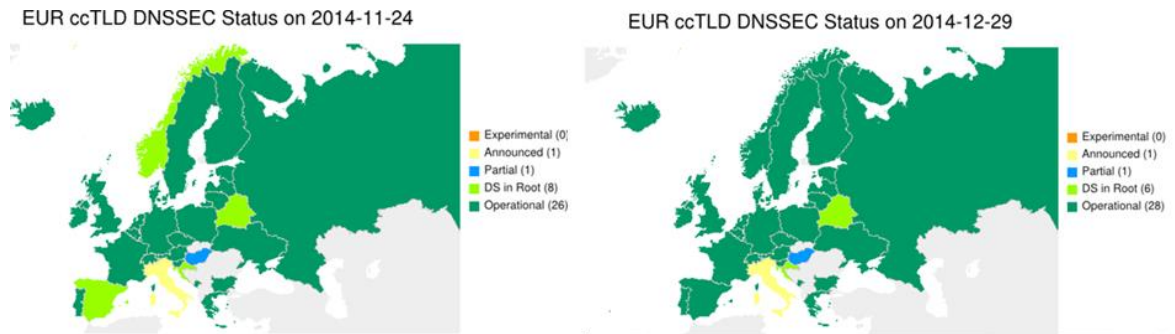 EUR ccTLD DNSSEC Status on 2014-11-24
Experimental (0)
Announced (1)
Partial (1)
DS in Root (8)
Operational (26)
EUR ccTLD DNSSEC Status on 2014-12-29
Experimental (0)
Announced (1)
Partial (1)
DS in Root (6)
Operational (28)